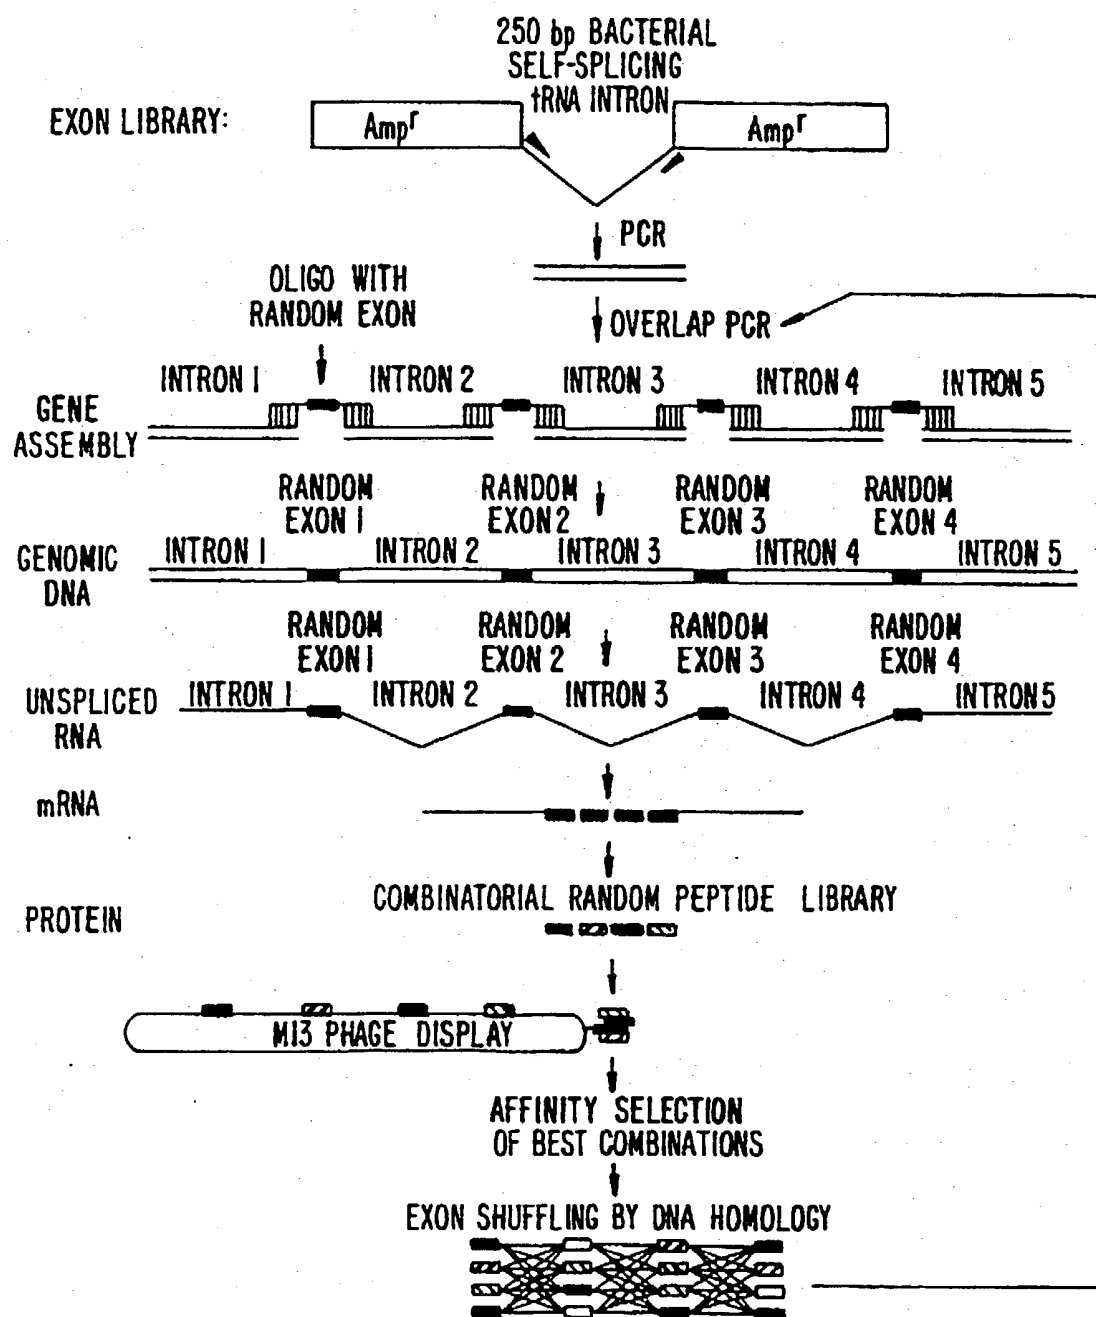 250 bp BACTERIAL
SELF-SPLICING
tRNA INTRON
EXON LIBRARY:
Ampr
Ampr
PCR
OLIGO WITH
RANDOM EXON
OVERLAP PCR
INTRON 1
INTRON 2
INTRON 3
INTRON 4
INTRON 5
GENE
ASSEMBLY
RANDOM
EXON 1
RANDOM
EXON 2
RANDOM
EXON 3
RANDOM
EXON 4
GENOMIC
DNA
INTRON 1
INTRON 2
INTRON 3
INTRON 4
INTRON 5
RANDOM
EXON 1
RANDOM
EXON 2
RANDOM
EXON 3
RANDOM
EXON 4
UNSPLICED
RNA
INTRON 1
INTRON 2
INTRON 3
INTRON 4
INTRON 5
mRNA
COMBINATORIAL RANDOM PEPTIDE LIBRARY
PROTEIN
M13 PHAGE DISPLAY
AFFINITY SELECTION
OF BEST COMBINATIONS
EXON SHUFFLING BY DNA HOMOLOGY